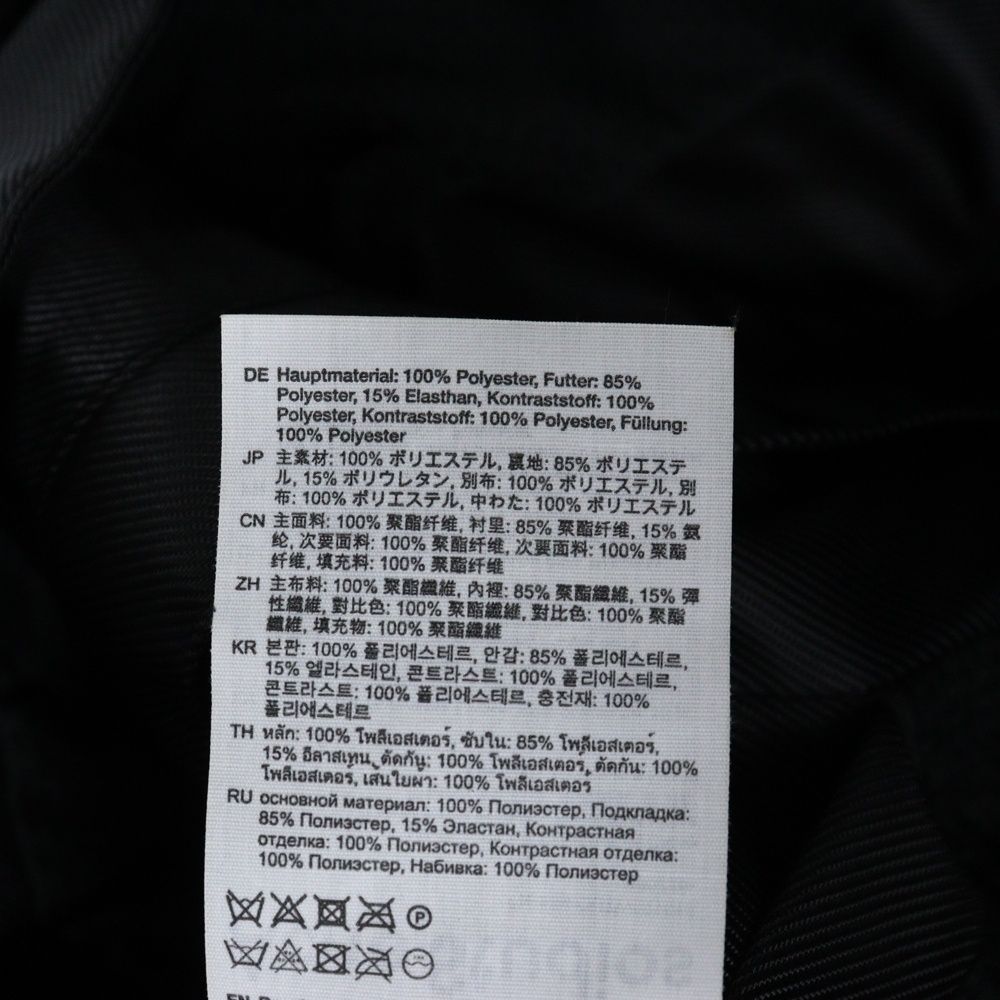 DE Hauptmaterial: 100% Polyester, Futter: 85%
Polyester, 15% Elasthan, Kontraststoff: 100%
Polyester, Kontraststoff: 100% Polyester, Füllung:
100% Polyester
JP 主素材: 100% ポリエステル, 裏地: 85% ポリエステ
ル, 15% ポリウレタン, 別布: 100% ポリエステル, 別
布: 100% ポリエステル, 中わた: 100% ポリエステル
CN 主面料: 100% 聚酯纤维, 衬里: 85% 聚酯纤维, 15% 氨
纶, 次要面料: 100% 聚酯纤维, 次要面料: 100% 聚酯
纤维, 填充料: 100% 聚酯纤维
ZH 主布料: 100% 聚酯纖維, 內裡: 85% 聚酯纖維, 15% 彈
性纖維, 對比色: 100% 聚酯纖維, 對比色: 100% 聚酯
纖維, 填充物: 100% 聚酯纖維
KR 본판: 100% 폴리에스테르, 안감: 85% 폴리에스테르,
15% 엘라스테인, 콘트라스트: 100% 폴리에스테르,
콘트라스트: 100% 폴리에스테르, 충전재: 100%
폴리에스테르
TH หลัก: 100% โพลีเอสเตอร์, ซับใน: 85% โพลีเอสเตอร์,
15% อีลาสเทน, ตัดกัน: 100% โพลีเอสเตอร์, ตัดกัน: 100%
โพลีเอสเตอร์, เส้นใยผ้า: 100% โพลีเอสเตอร์
RU основной материал: 100% Полиэстер, Подкладка:
85% Полиэстер, 15% Эластан, Контрастная
отделка: 100% Полиэстер, Контрастная отделка:
100% Полиэстер, Набивка: 100% Полиэстер
P